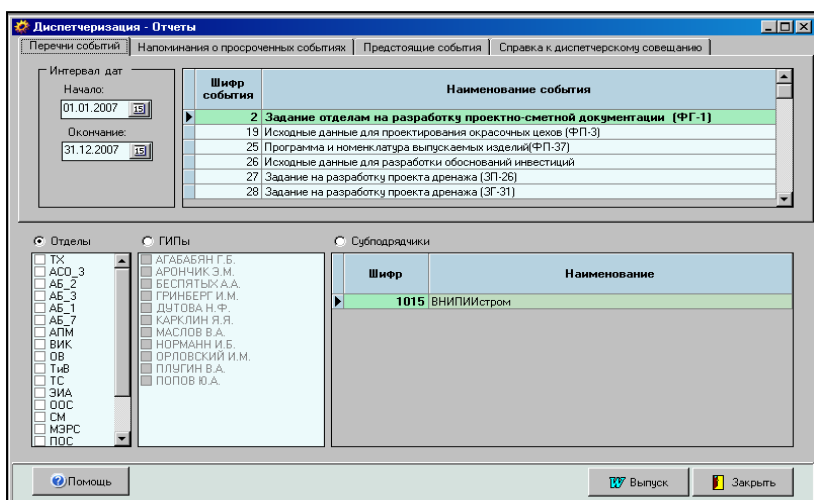 Диспетчеризация - Отчеты
Перечни событий Напоминания о просроченных событиях Предстоящие события Справка к диспетчерскому совещанию
Интервал дат
Начало:
01.01.2007 15
Окончание:
31.12.2007 15
Шифр события Наименование события
2 Задание отделам на разработку проектно-сметной документации (ФГ-1)
19 Исходные данные для проектирования окрасочных цехов (ФП-3)
25 Программа и номенклатура выпускаемых изделий(ФП-37)
26 Исходные данные для разработки обоснований инвестиций
27 Задание на разработку проекта дренажа (ЗП-26)
28 Задание на разработку проекта дренажа (ЗГ-31)
Отделы
ТХ
АСО_3
АБ_2
АБ_3
АБ_1
АБ_7
АПМ
ВИК
ОВ
ТиВ
ТС
ЭИА
ООС
СМ
МЭРС
ПОС
ГИПы
АГАБАБЯН Г.Б.
АРОНЧИК Э.М.
БЕСПЯТЫХ А.А.
ГРИНБЕРГ И.М.
ДУТОВА Н.Ф.
КАРКЛИН Я.Я.
МАСЛОВ В.А.
НОРМАНН И.Б.
ОРЛОВСКИЙ И.М.
ПЛУГИН В.А.
ПОПОВ Ю.А.
Субподрядчики
Шифр Наименование
1015 ВНИПИИстром
Помощь Выпуск Закрыть